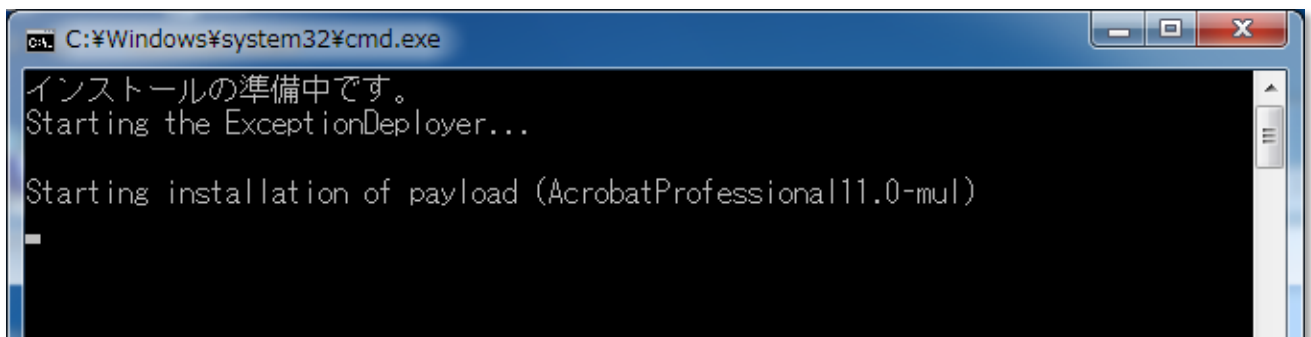 C:¥Windows¥system32¥cmd.exe
インストールの準備中です。
Starting the ExceptionDeployer...
Starting installation of payload (AcrobatProfessional11.0-mul)